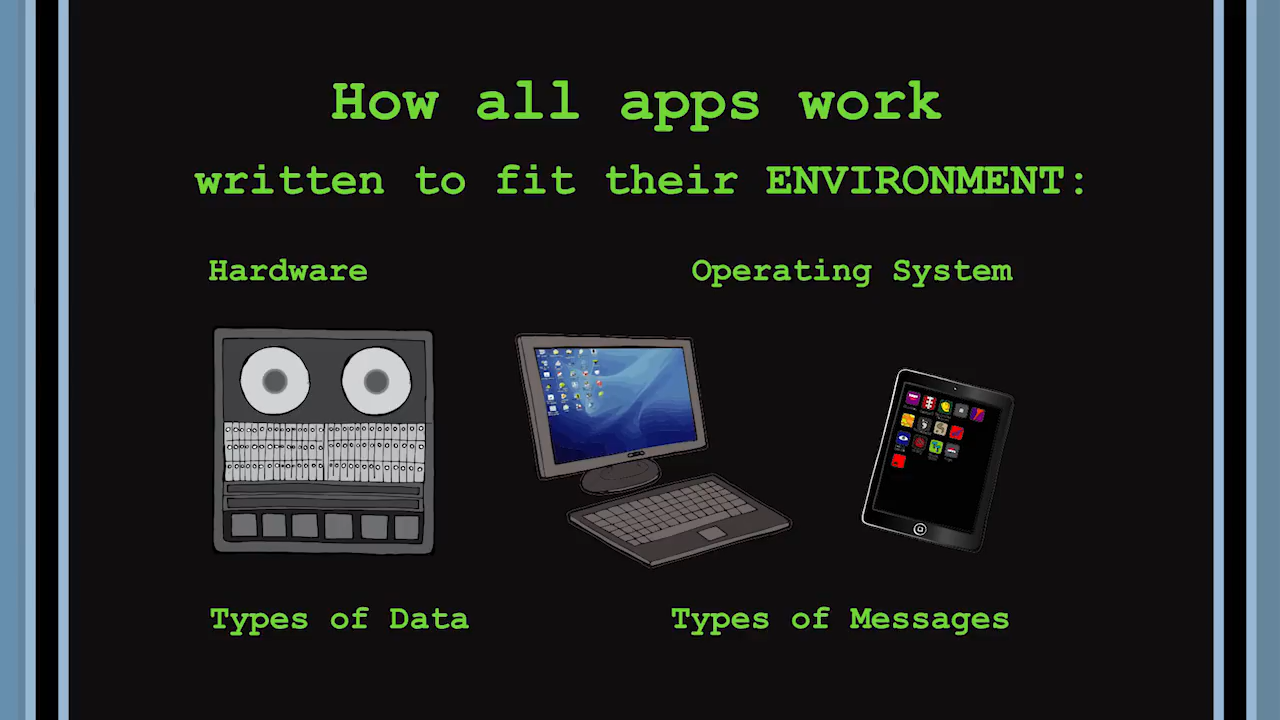 How all apps work
written to fit their ENVIRONMENT:
Hardware
Operating System
Types of Data
Types of Messages